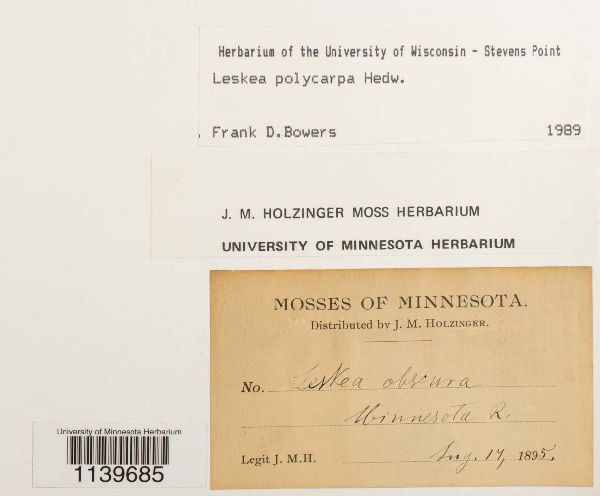 Herbarium of the University of Wisconsin - Stevens Point
Leskea polycarpa Hedw.
Frank D.Bowers 1989
J. M. HOLZINGER MOSS HERBARIUM
UNIVERSITY OF MINNESOTA HERBARIUM
MOSSES OF MINNESOTA.
Distributed by J. M. HOLZINGER.
No. Leskea obscura
Minnesota R.
Legit J. M. H. Aug. 17, 1895.
University of Minnesota Herbarium
1139685